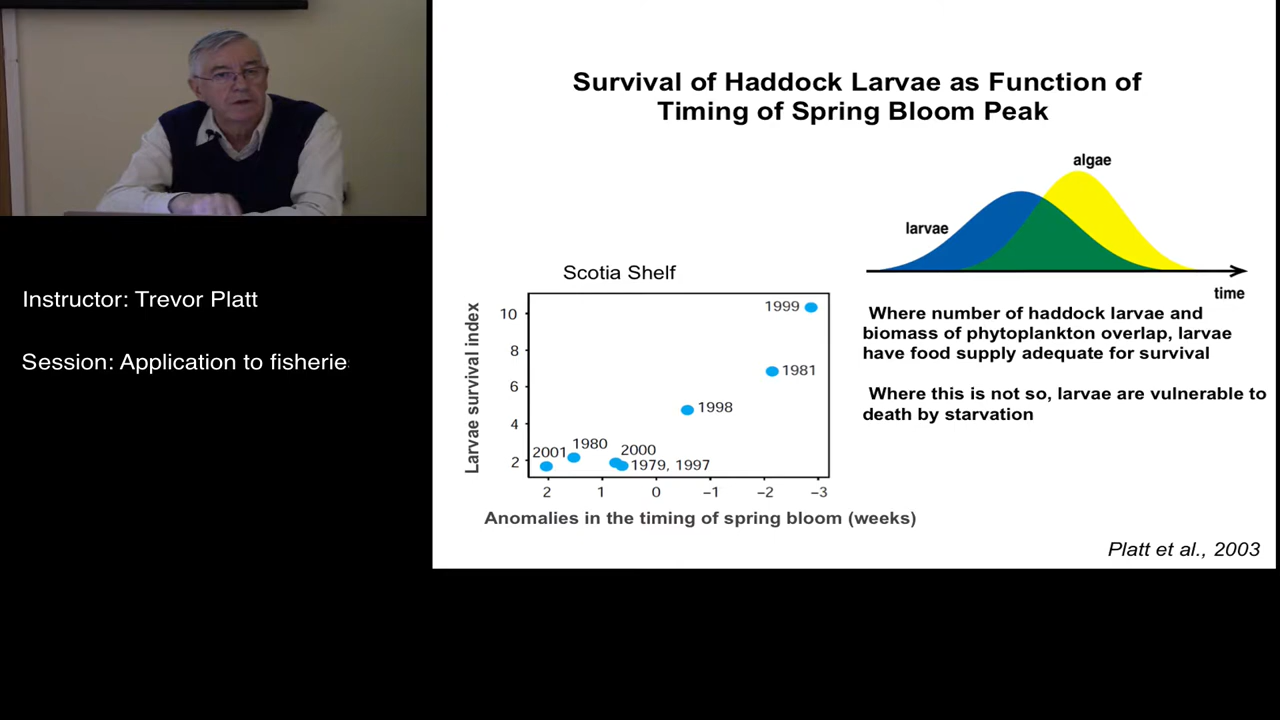 Survival of Haddock Larvae as Function of
Timing of Spring Bloom Peak
algae
larvae
time
Where number of haddock larvae and
biomass of phytoplankton overlap, larvae
have food supply adequate for survival
Where this is not so, larvae are vulnerable to
death by starvation
Scotia Shelf
Larvae survival index
10
8
6
4
2
1999
1981
1998
2001
1980
2000
1979, 1997
2 1 0 −1 −2 −3
Anomalies in the timing of spring bloom (weeks)
Platt et al., 2003
Instructor: Trevor Platt
Session: Application to fisherie